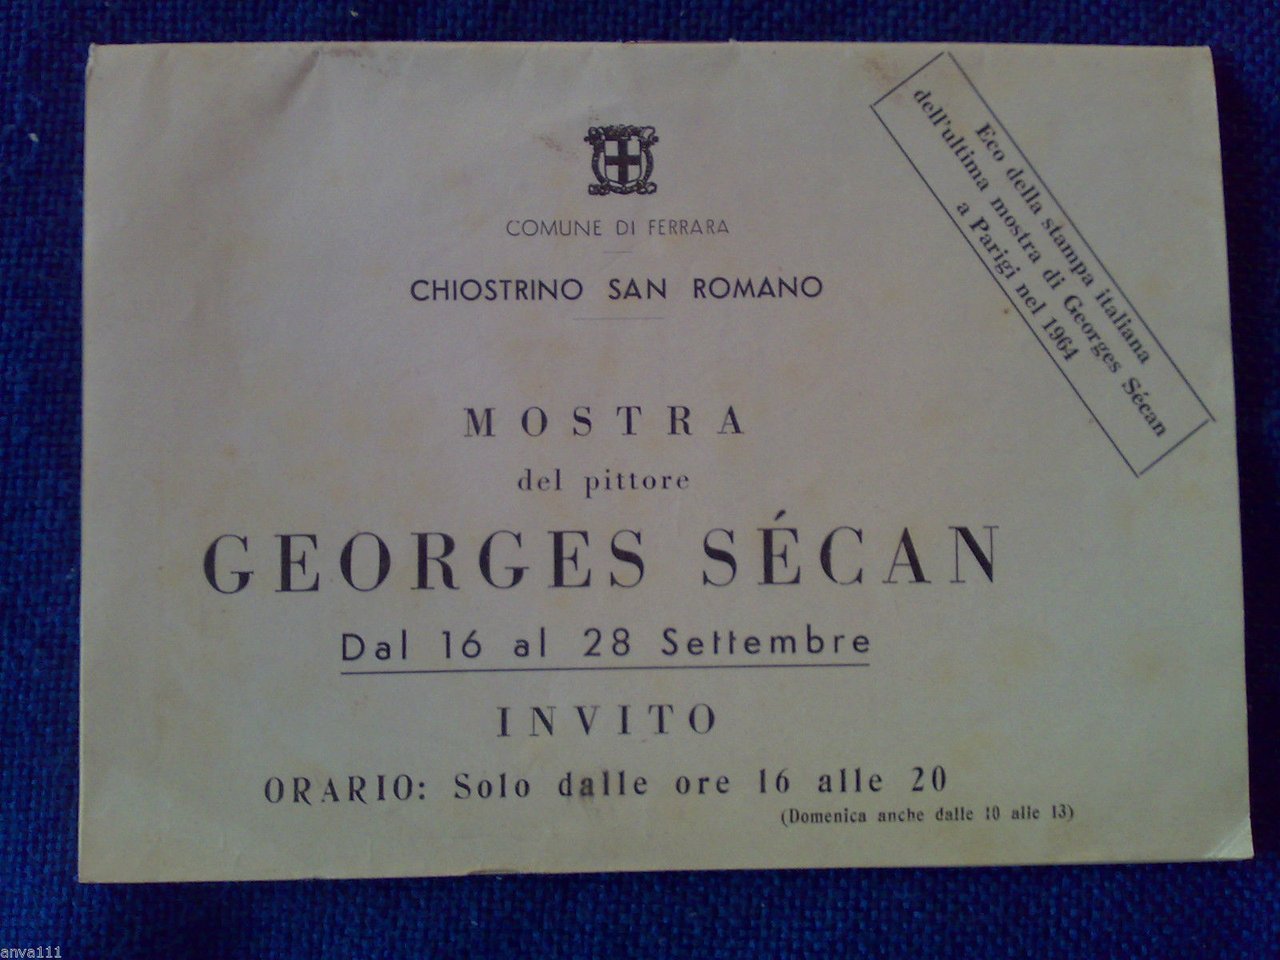 COMUNE DI FERRARA
CHIOSTRINO SAN ROMANO
Eco della stampa italiana
dell'ultima mostra di Georges Sécan
a Parigi nel 1964
MOSTRA
del pittore
GEORGES SÉCAN
Dal 16 al 28 Settembre
INVITO
ORARIO: Solo dalle ore 16 alle 20
(Domenica anche dalle 10 alle 13)
anva111